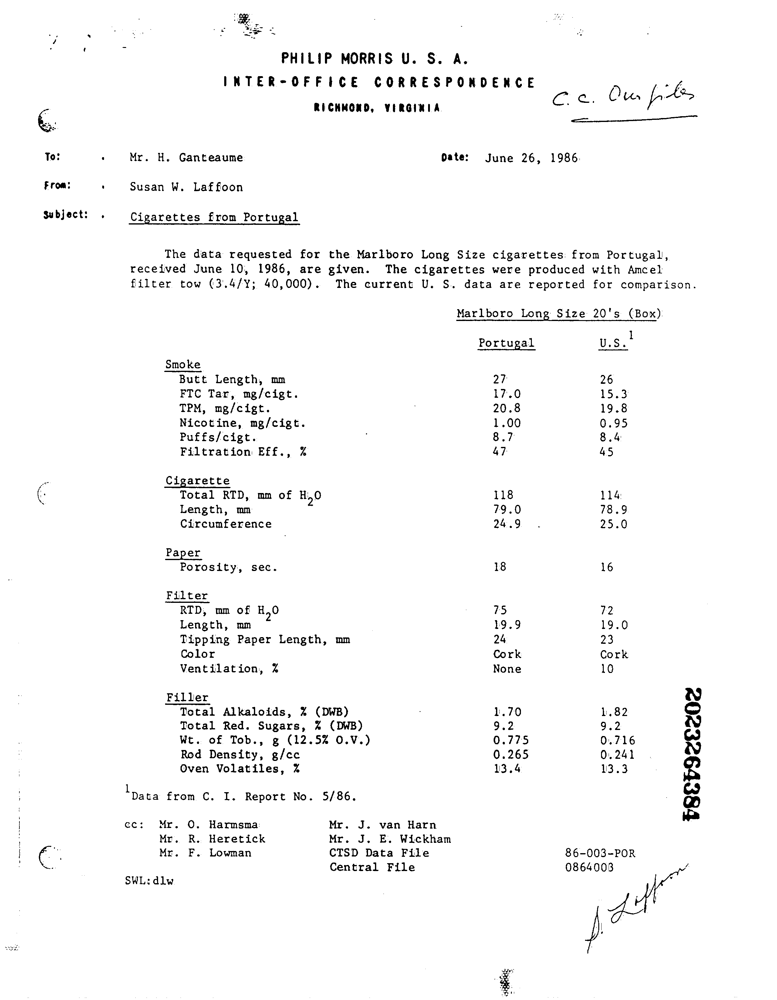 PHILIP MORRIS U. S. A.
INTER-OFFICE CORRESPONDENCE
RICHMOND, VIRGINIA
c.c. Our files
To: . Mr. H. Ganteaume Date: June 26, 1986
From: . Susan W. Laffoon
Subject: . Cigarettes from Portugal
The data requested for the Marlboro Long Size cigarettes from Portugal,
received June 10, 1986, are given. The cigarettes were produced with Amcel
filter tow (3.4/Y; 40,000). The current U. S. data are reported for comparison.
Marlboro Long Size 20's (Box)
Portugal U.S.1
Smoke
Butt Length, mm 27 26
FTC Tar, mg/cigt. 17.0 15.3
TPM, mg/cigt. 20.8 19.8
Nicotine, mg/cigt. 1.00 0.95
Puffs/cigt. 8.7 8.4
Filtration Eff., % 47 45
Cigarette
Total RTD, mm of H2O 118 114
Length, mm 79.0 78.9
Circumference 24.9 25.0
Paper
Porosity, sec. 18 16
Filter
RTD, mm of H2O 75 72
Length, mm 19.9 19.0
Tipping Paper Length, mm 24 23
Color Cork Cork
Ventilation, % None 10
Filler
Total Alkaloids, % (DWB) 1.70 1.82
Total Red. Sugars, % (DWB) 9.2 9.2
Wt. of Tob., g (12.5% O.V.) 0.775 0.716
Rod Density, g/cc 0.265 0.241
Oven Volatiles, % 13.4 13.3
1Data from C. I. Report No. 5/86.
cc: Mr. O. Harmsma Mr. J. van Harn
Mr. R. Heretick Mr. J. E. Wickham
Mr. F. Lowman CTSD Data File 86-003-POR
Central File 0864003
SWL:dlw
S. Laffoon
2023264384